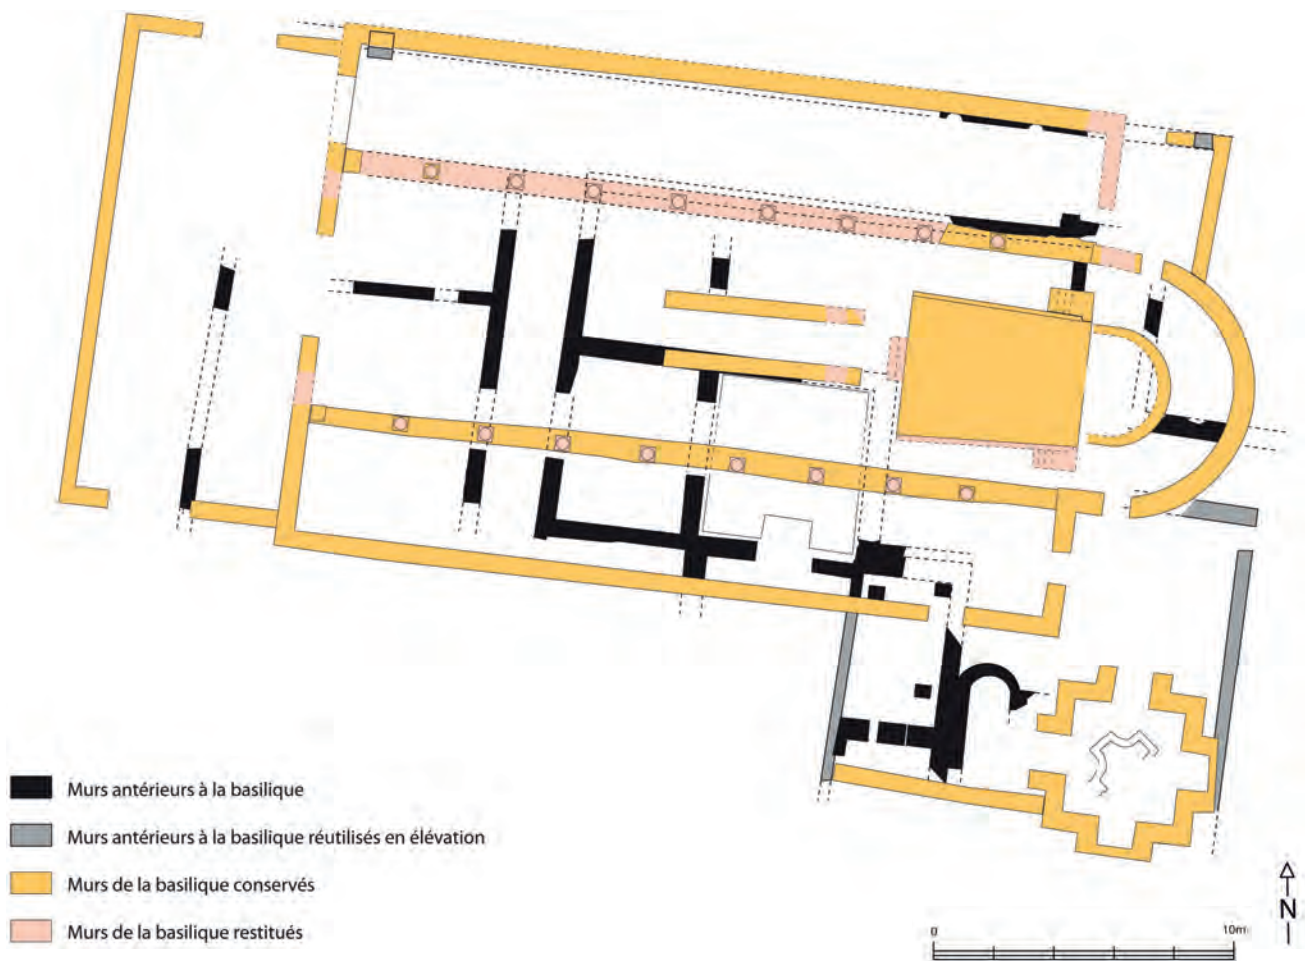 Murs antérieurs à la basilique
Murs antérieurs à la basilique réutilisés en élévation
Murs de la basilique conservés
Murs de la basilique restitués
N
0 10m